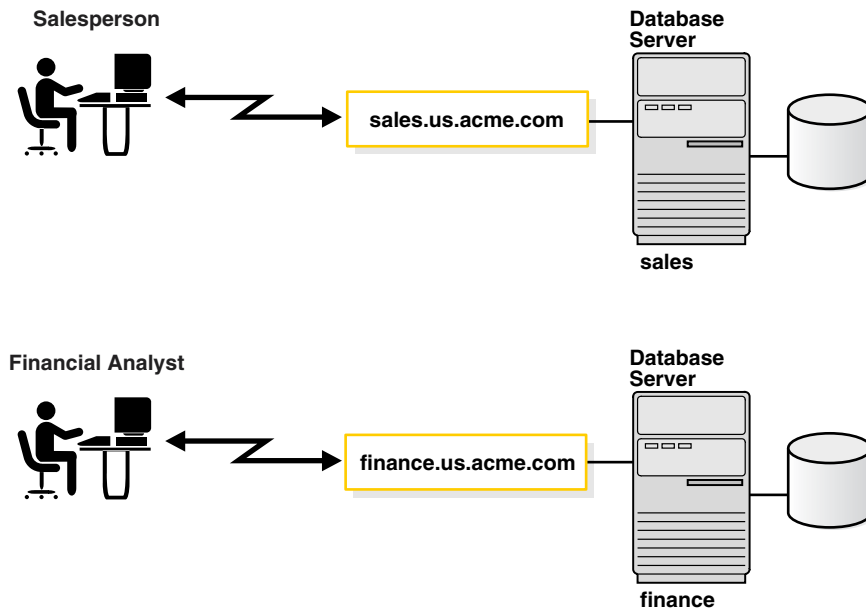 Salesperson
Database
Server
sales.us.acme.com
sales
Financial Analyst
Database
Server
finance.us.acme.com
finance